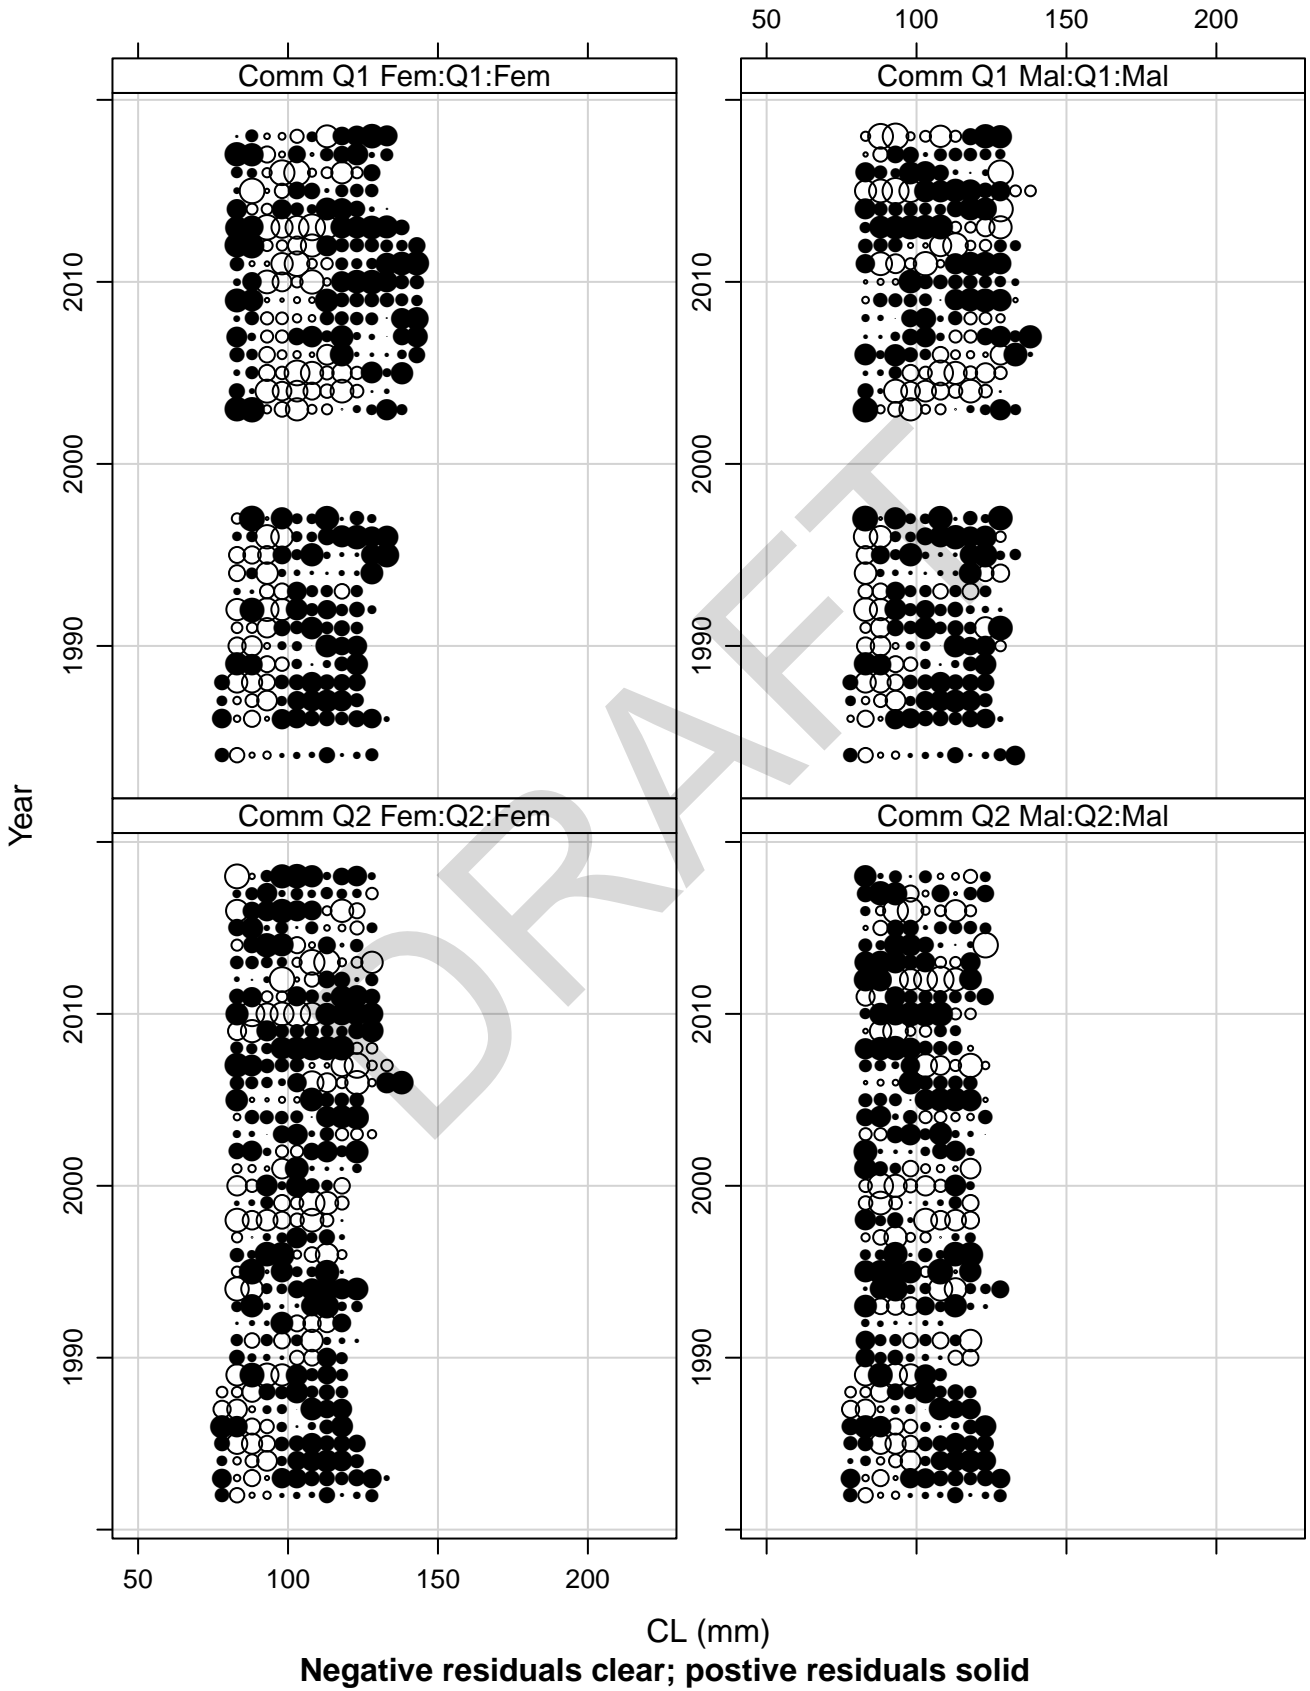 50 100 150 200
Comm Q1 Fem:Q1:Fem Comm Q1 Mal:Q1:Mal
2010 2010
2000 2000
1990 1990
Year
Comm Q2 Fem:Q2:Fem Comm Q2 Mal:Q2:Mal
2010 2010
2000 2000
1990 1990
50 100 150 200
CL (mm)
Negative residuals clear; postive residuals solid
DRAFT